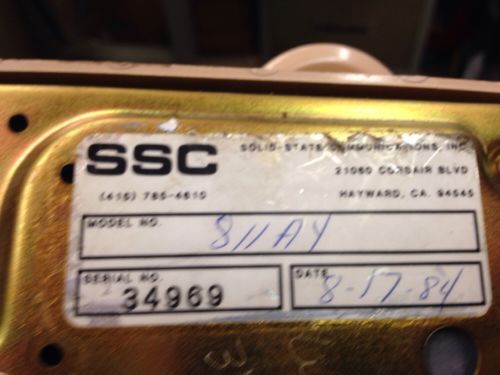 SSC
SOLID-STATE COMMUNICATIONS, INC.
21060 CORSAIR BLVD
(415) 785-4610
HAYWARD, CA. 94545
MODEL NO.
811AY
SERIAL NO.
34969
DATE
8-17-84